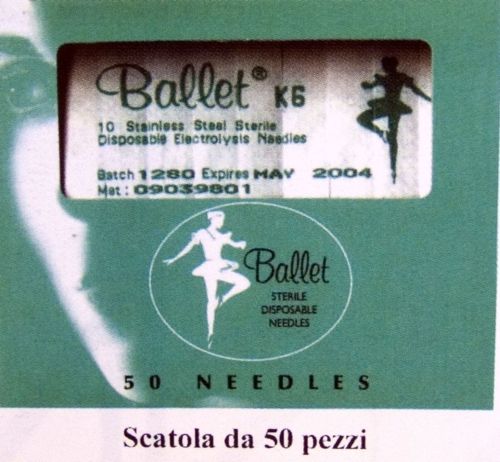 Ballet® K6
10 Stainless Steel Sterile
Disposable Electrolysis Needles
Batch 1280 Expires MAY 2004
Mat: 09039801
Ballet
STERILE
DISPOSABLE
NEEDLES
50 NEEDLES
Scatola da 50 pezzi